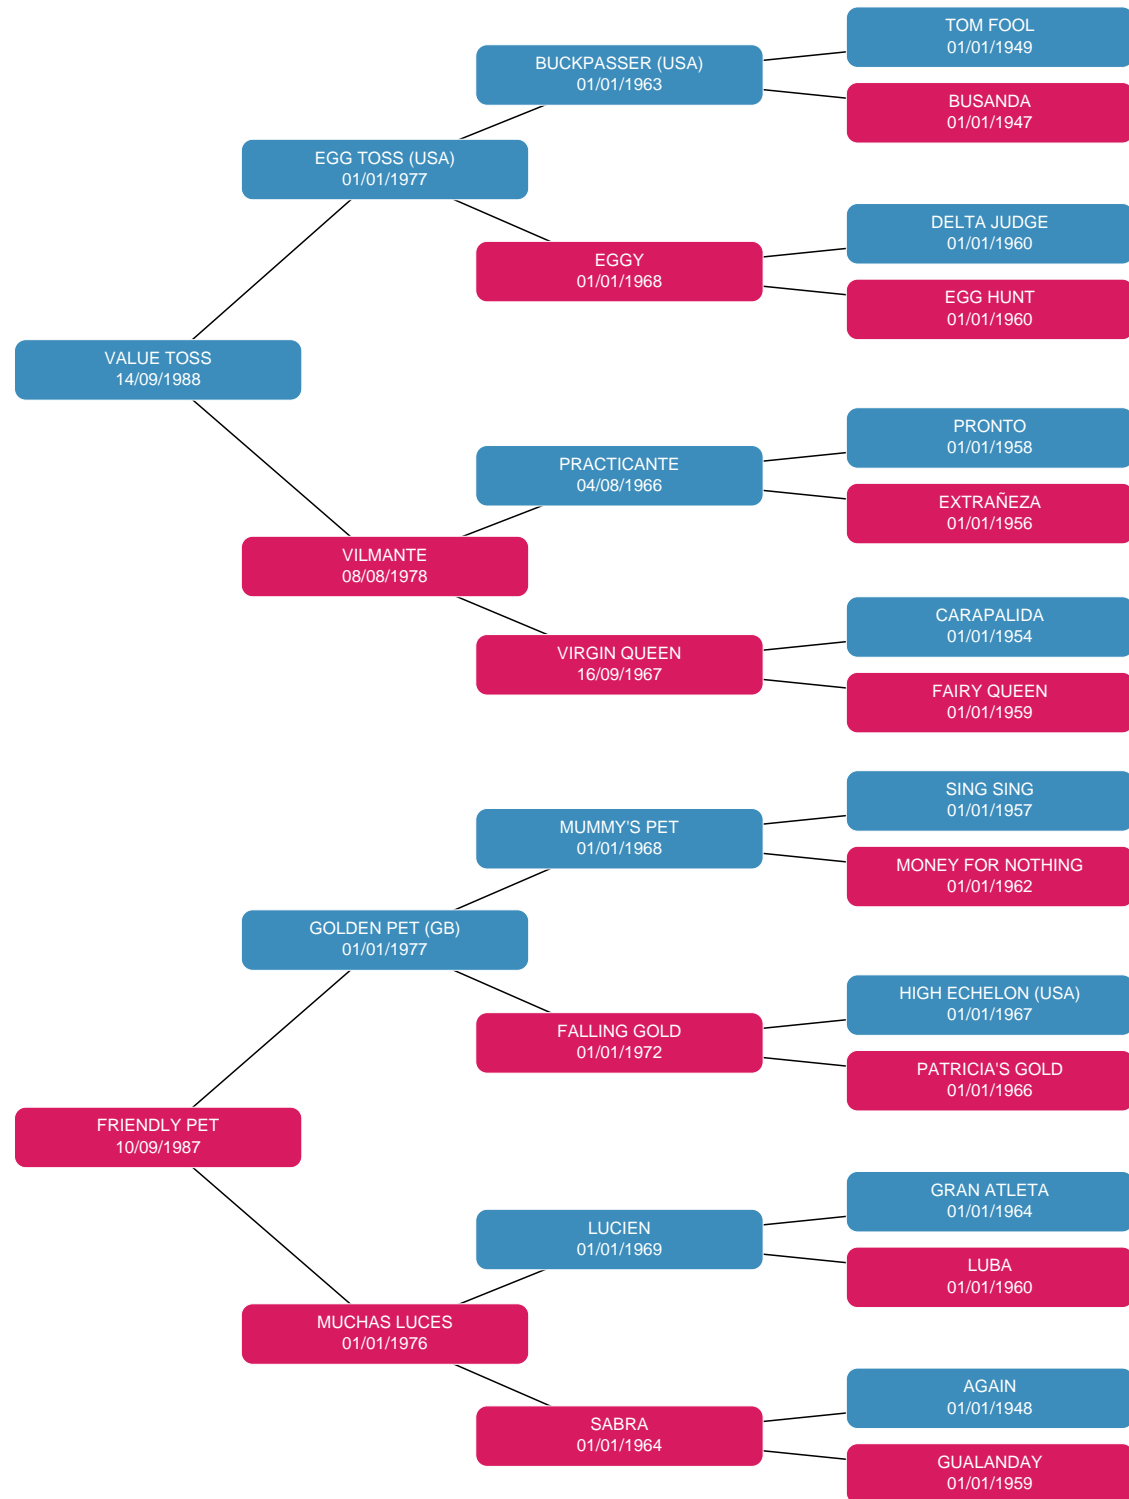 TOM FOOL
01/01/1949
BUCKPASSER (USA)
01/01/1963
BUSANDA
01/01/1947
EGG TOSS (USA)
01/01/1977
DELTA JUDGE
01/01/1960
EGGY
01/01/1968
EGG HUNT
01/01/1960
VALUE TOSS
14/09/1988
PRONTO
01/01/1958
PRACTICANTE
04/08/1966
EXTRAÑEZA
01/01/1956
VILMANTE
08/08/1978
CARAPALIDA
01/01/1954
VIRGIN QUEEN
16/09/1967
FAIRY QUEEN
01/01/1959
SING SING
01/01/1957
MUMMY'S PET
01/01/1968
MONEY FOR NOTHING
01/01/1962
GOLDEN PET (GB)
01/01/1977
HIGH ECHELON (USA)
01/01/1967
FALLING GOLD
01/01/1972
PATRICIA'S GOLD
01/01/1966
FRIENDLY PET
10/09/1987
GRAN ATLETA
01/01/1964
LUCIEN
01/01/1969
LUBA
01/01/1960
MUCHAS LUCES
01/01/1976
AGAIN
01/01/1948
SABRA
01/01/1964
GUALANDAY
01/01/1959